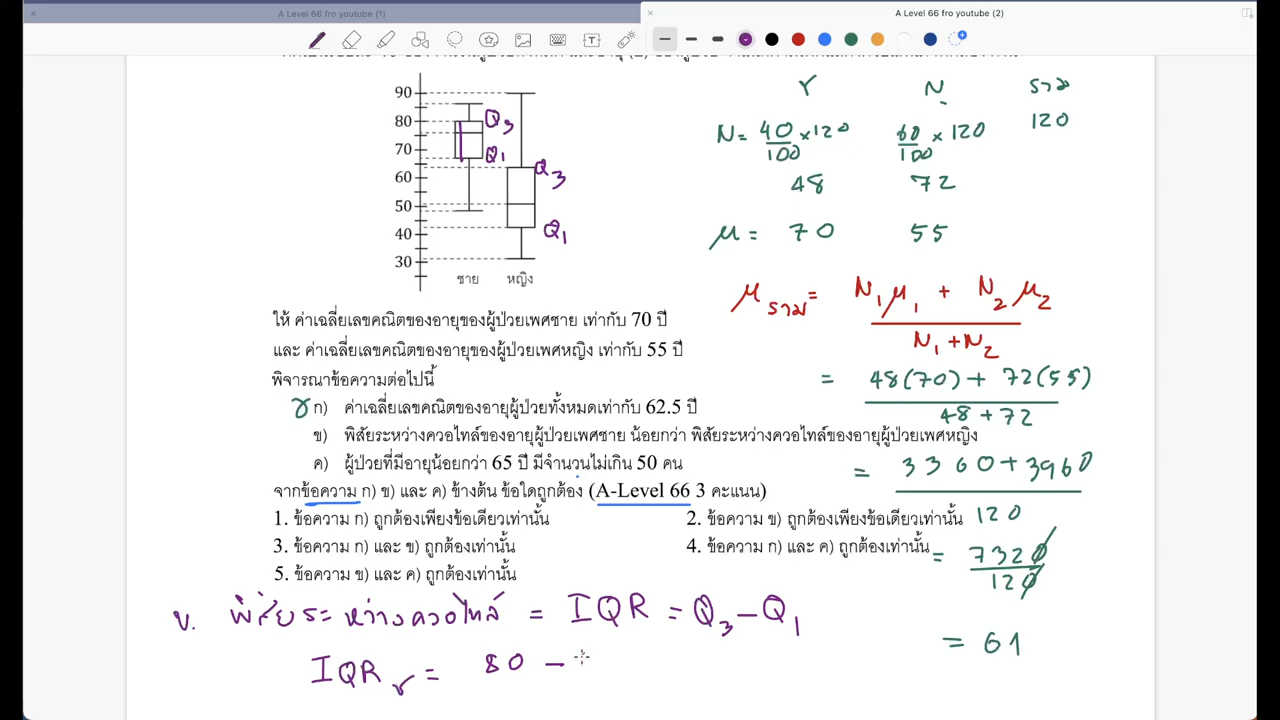 A Level 66 fro youtube (1)
A Level 66 fro youtube (2)
90
80
70
60
50
40
30
Q3
Q1
Q3
Q1
ชาย หญิง
ช ญ รวม
N = 40/100 × 120 60/100 × 120 120
48 72
μ = 70 55
μ รวม = N1μ1 + N2μ2 / N1 + N2
= 48(70) + 72(55) / 48 + 72
= 3360 + 3960 / 120
= 7320 / 120
= 61
ให้ ค่าเฉลี่ยเลขคณิตของอายุของผู้ป่วยเพศชาย เท่ากับ 70 ปี
และ ค่าเฉลี่ยเลขคณิตของอายุของผู้ป่วยเพศหญิง เท่ากับ 55 ปี
พิจารณาข้อความต่อไปนี้
ก) ค่าเฉลี่ยเลขคณิตของอายุผู้ป่วยทั้งหมดเท่ากับ 62.5 ปี
ข) พิสัยระหว่างควอไทล์ของอายุผู้ป่วยเพศชาย น้อยกว่า พิสัยระหว่างควอไทล์ของอายุผู้ป่วยเพศหญิง
ค) ผู้ป่วยที่มีอายุน้อยกว่า 65 ปี มีจำนวนไม่เกิน 50 คน
จากข้อความ ก) ข) และ ค) ข้างต้น ข้อใดถูกต้อง (A-Level 66 3 คะแนน)
1. ข้อความ ก) ถูกต้องเพียงข้อเดียวเท่านั้น 2. ข้อความ ข) ถูกต้องเพียงข้อเดียวเท่านั้น
3. ข้อความ ก) และ ข) ถูกต้องเท่านั้น 4. ข้อความ ก) และ ค) ถูกต้องเท่านั้น
5. ข้อความ ข) และ ค) ถูกต้องเท่านั้น
ข. พิสัยระหว่างควอไทล์ = IQR = Q3 − Q1
IQR ช = 80 −